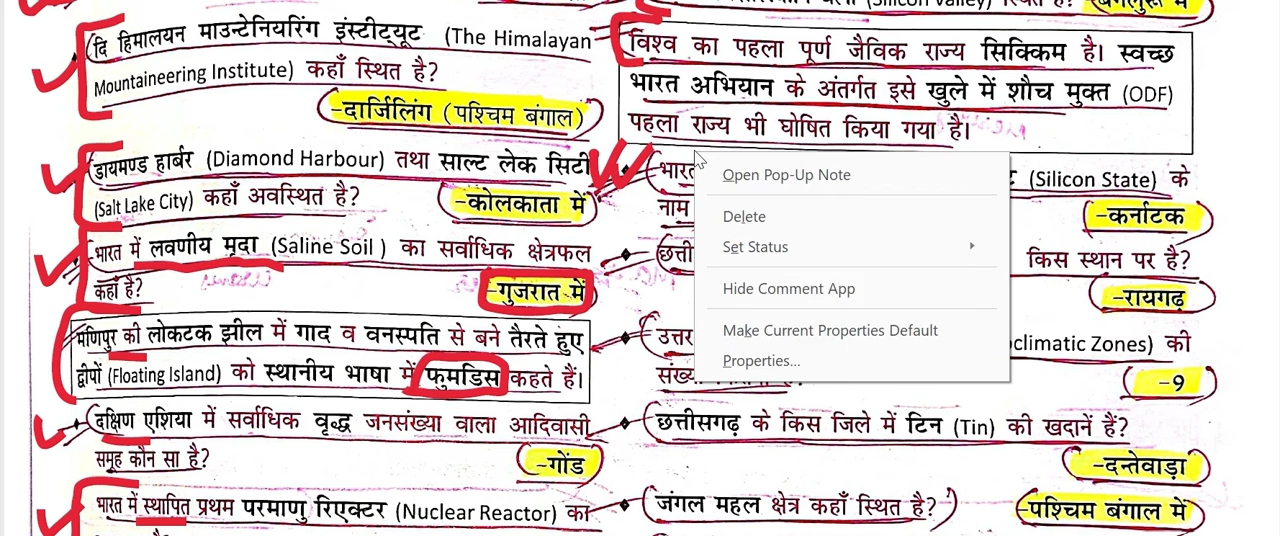 (Silicon Valley) स्थित है? -बेंगलुरू में
दि हिमालयन माउन्टेनियरिंग इंस्टीट्यूट (The Himalayan
Mountaineering Institute) कहाँ स्थित है?
-दार्जिलिंग (पश्चिम बंगाल)
डायमण्ड हार्बर (Diamond Harbour) तथा साल्ट लेक सिटी
(Salt Lake City) कहाँ अवस्थित है?
-कोलकाता में
भारत में लवणीय मृदा (Saline Soil) का सर्वाधिक क्षेत्रफल
कहाँ है?
-गुजरात में
मणिपुर की लोकटक झील में गाद व वनस्पति से बने तैरते हुए
द्वीपों (Floating Island) को स्थानीय भाषा में फुमडिस कहते हैं।
दक्षिण एशिया में सर्वाधिक वृद्ध जनसंख्या वाला आदिवासी
समूह कौन सा है?
-गोंड
भारत में स्थापित प्रथम परमाणु रिएक्टर (Nuclear Reactor) का
विश्व का पहला पूर्ण जैविक राज्य सिक्किम है। स्वच्छ
भारत अभियान के अंतर्गत इसे खुले में शौच मुक्त (ODF)
पहला राज्य भी घोषित किया गया है।
(Silicon State) के
नाम
-कर्नाटक
किस स्थान पर है?
-रायगढ़
उत्तर
climatic Zones) की
-9
छत्तीसगढ़ के किस जिले में टिन (Tin) की खदानें हैं?
-दन्तेवाड़ा
जंगल महल क्षेत्र कहाँ स्थित है?
-पश्चिम बंगाल में
Open Pop-Up Note
Delete
Set Status
Hide Comment App
Make Current Properties Default
Properties...